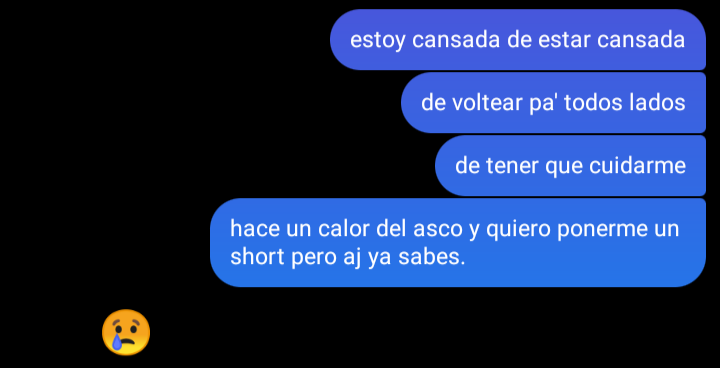 estoy cansada de estar cansada
de voltear pa' todos lados
de tener que cuidarme
hace un calor del asco y quiero ponerme un
short pero aj ya sabes.